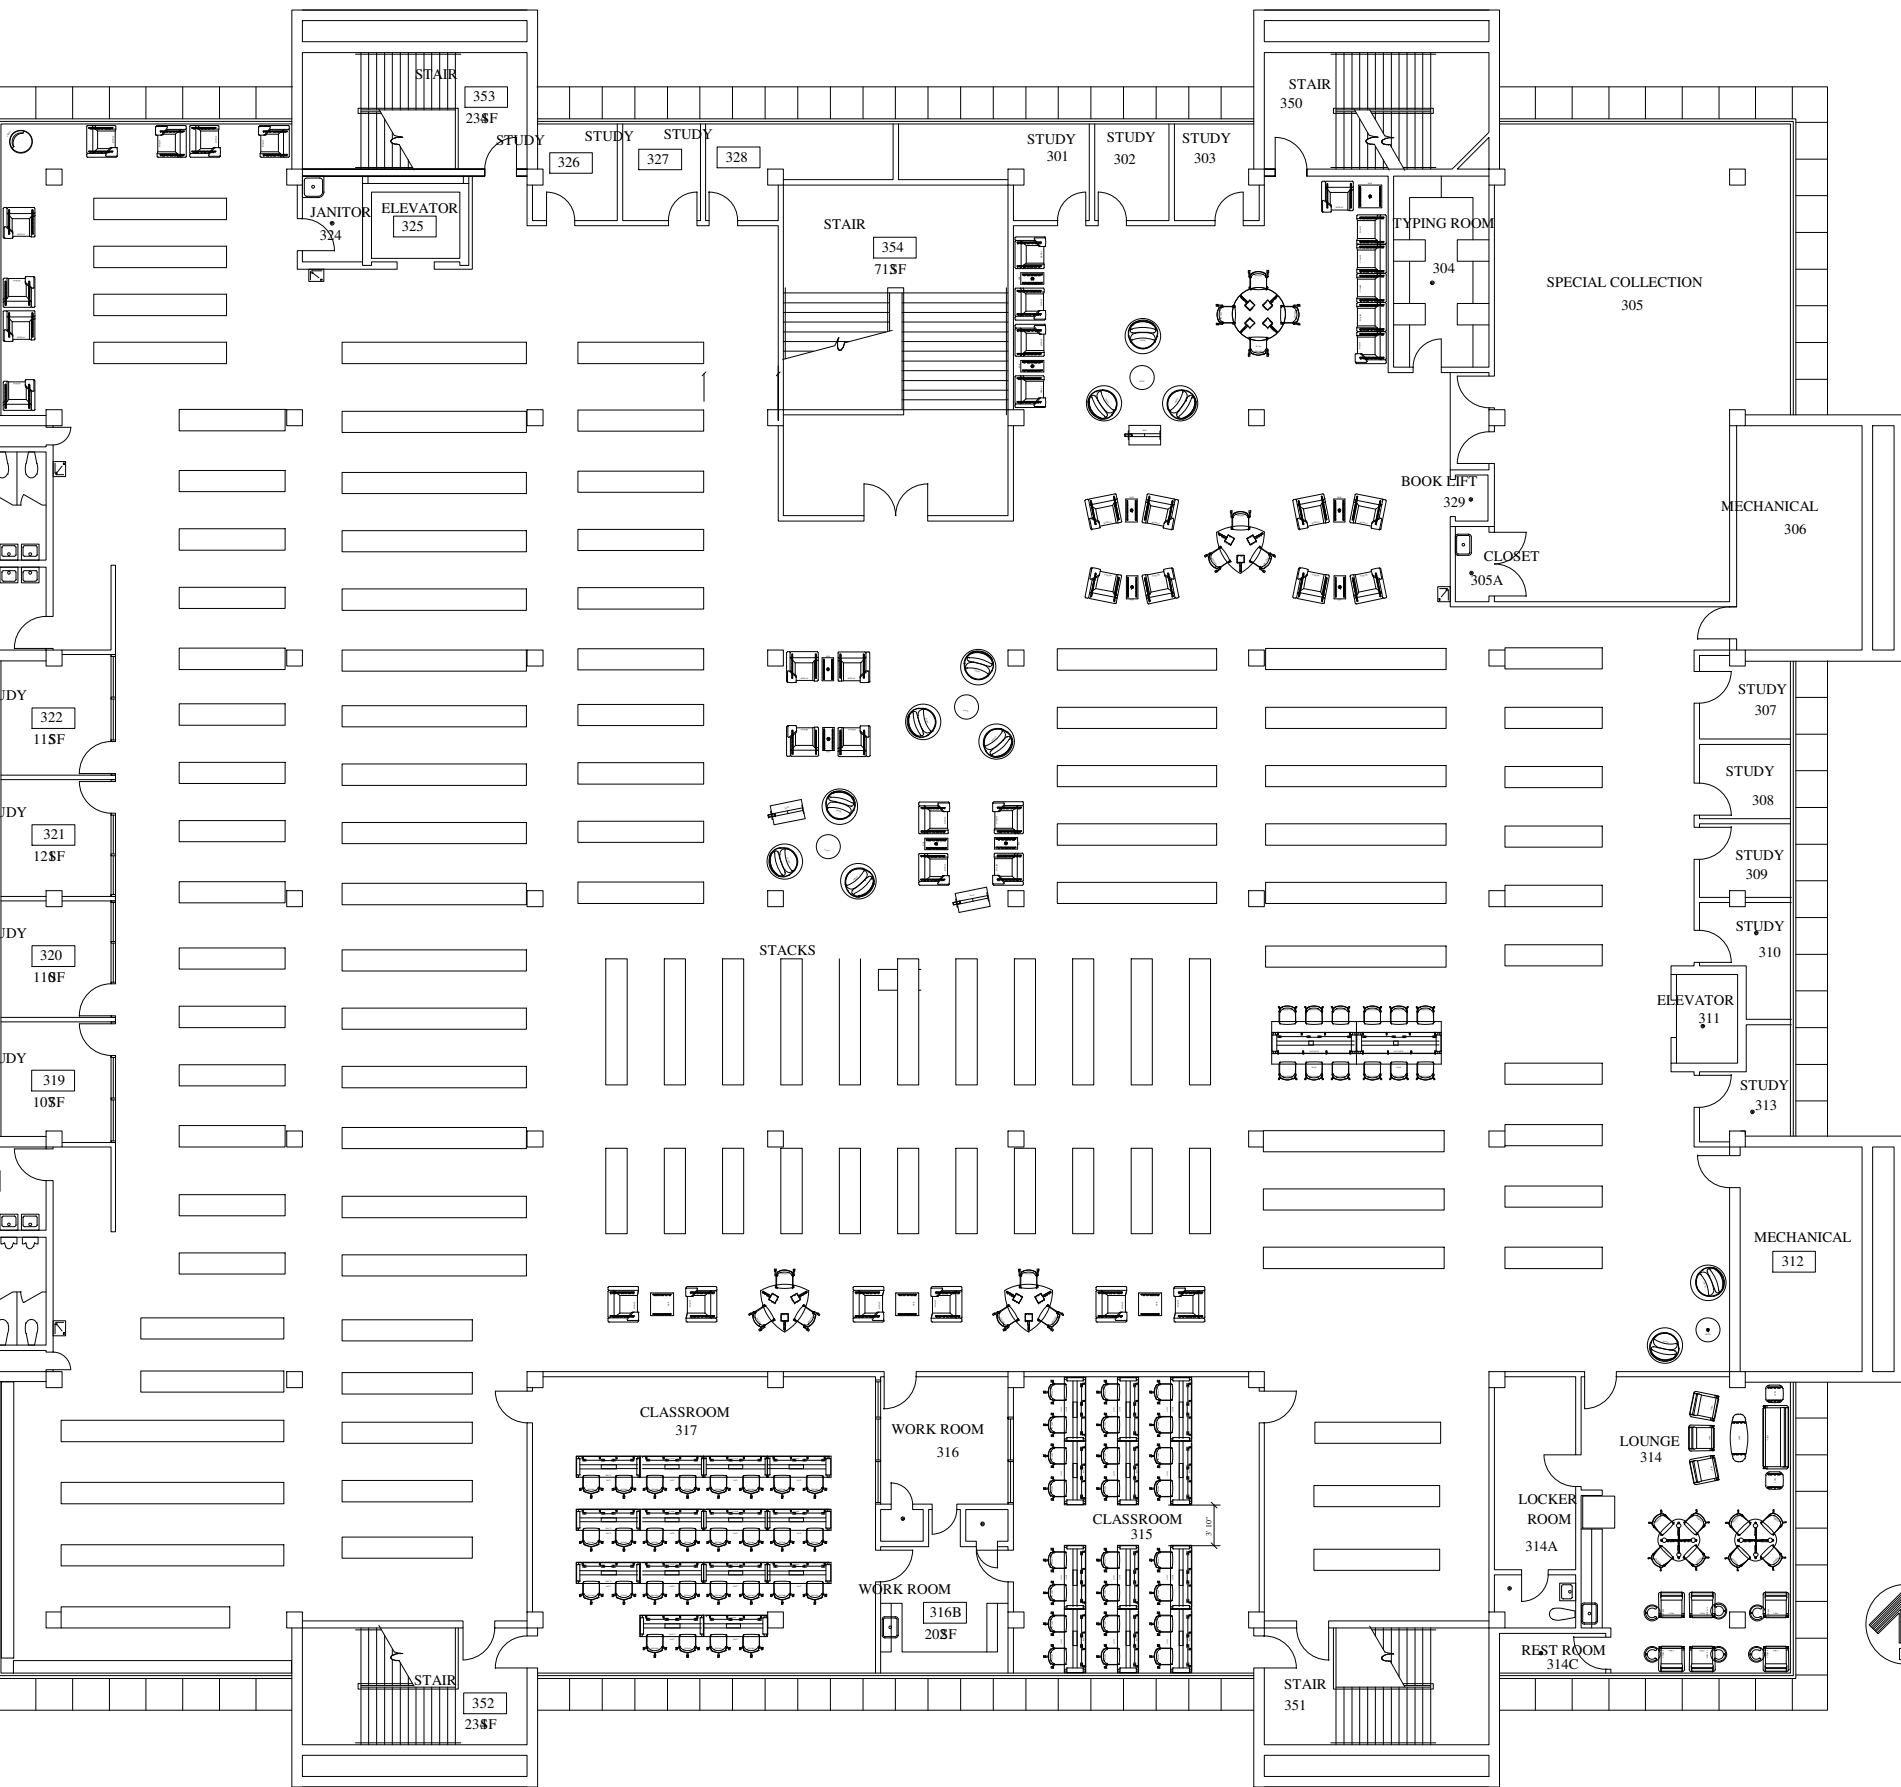 STAIR
353
STAIR
350
STUDY
326
STUDY
327
STUDY
328
STUDY
301
STUDY
302
STUDY
303
JANITOR
324
ELEVATOR
325
STAIR
354
TYPING ROOM
304
SPECIAL COLLECTION
305
BOOK LIFT
329
MECHANICAL
306
CLOSET
305A
322
STUDY
307
STUDY
308
321
STUDY
309
320
STUDY
310
STACKS
ELEVATOR
311
319
STUDY
313
MECHANICAL
312
CLASSROOM
317
WORK ROOM
316
LOUNGE
314
CLASSROOM
315
3' 10"
LOCKER
ROOM
314A
WORK ROOM
316B
REST ROOM
314C
STAIR
352
STAIR
351